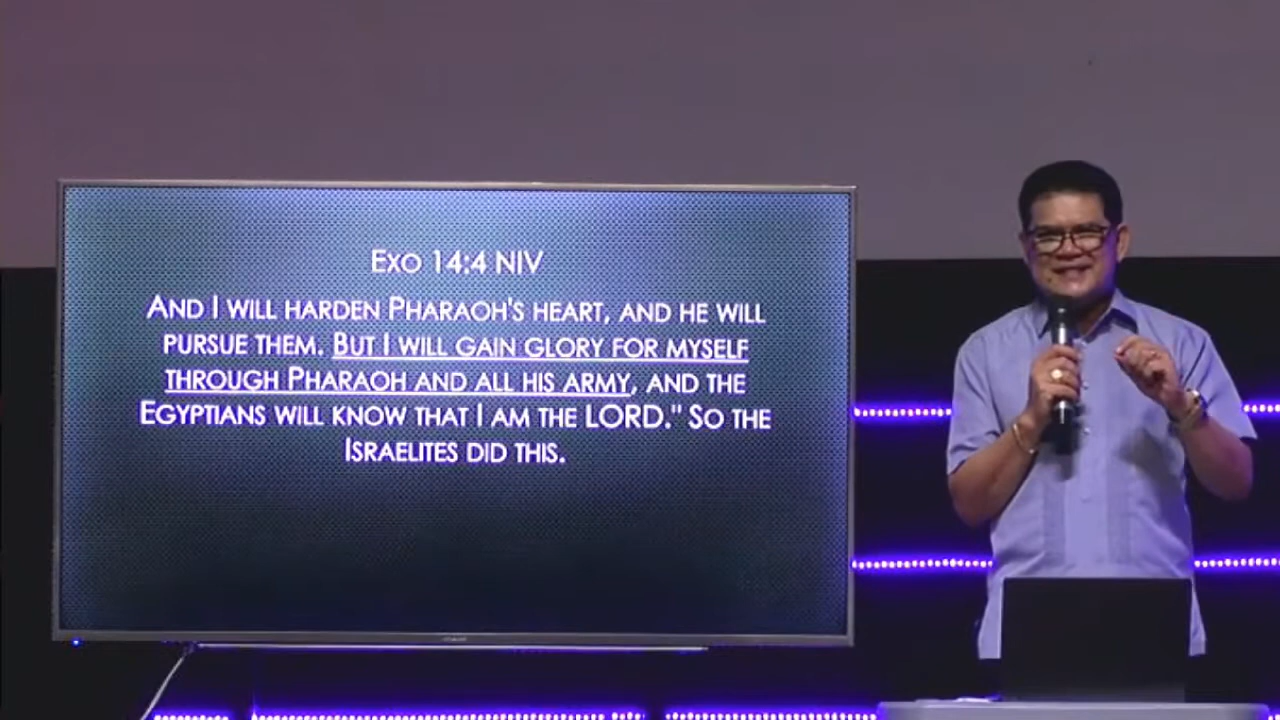 Exo 14:4 NIV
And I will harden Pharaoh's heart, and he will
pursue them. But I will gain glory for myself
through Pharaoh and all his army, and the
Egyptians will know that I am the LORD." So the
Israelites did this.